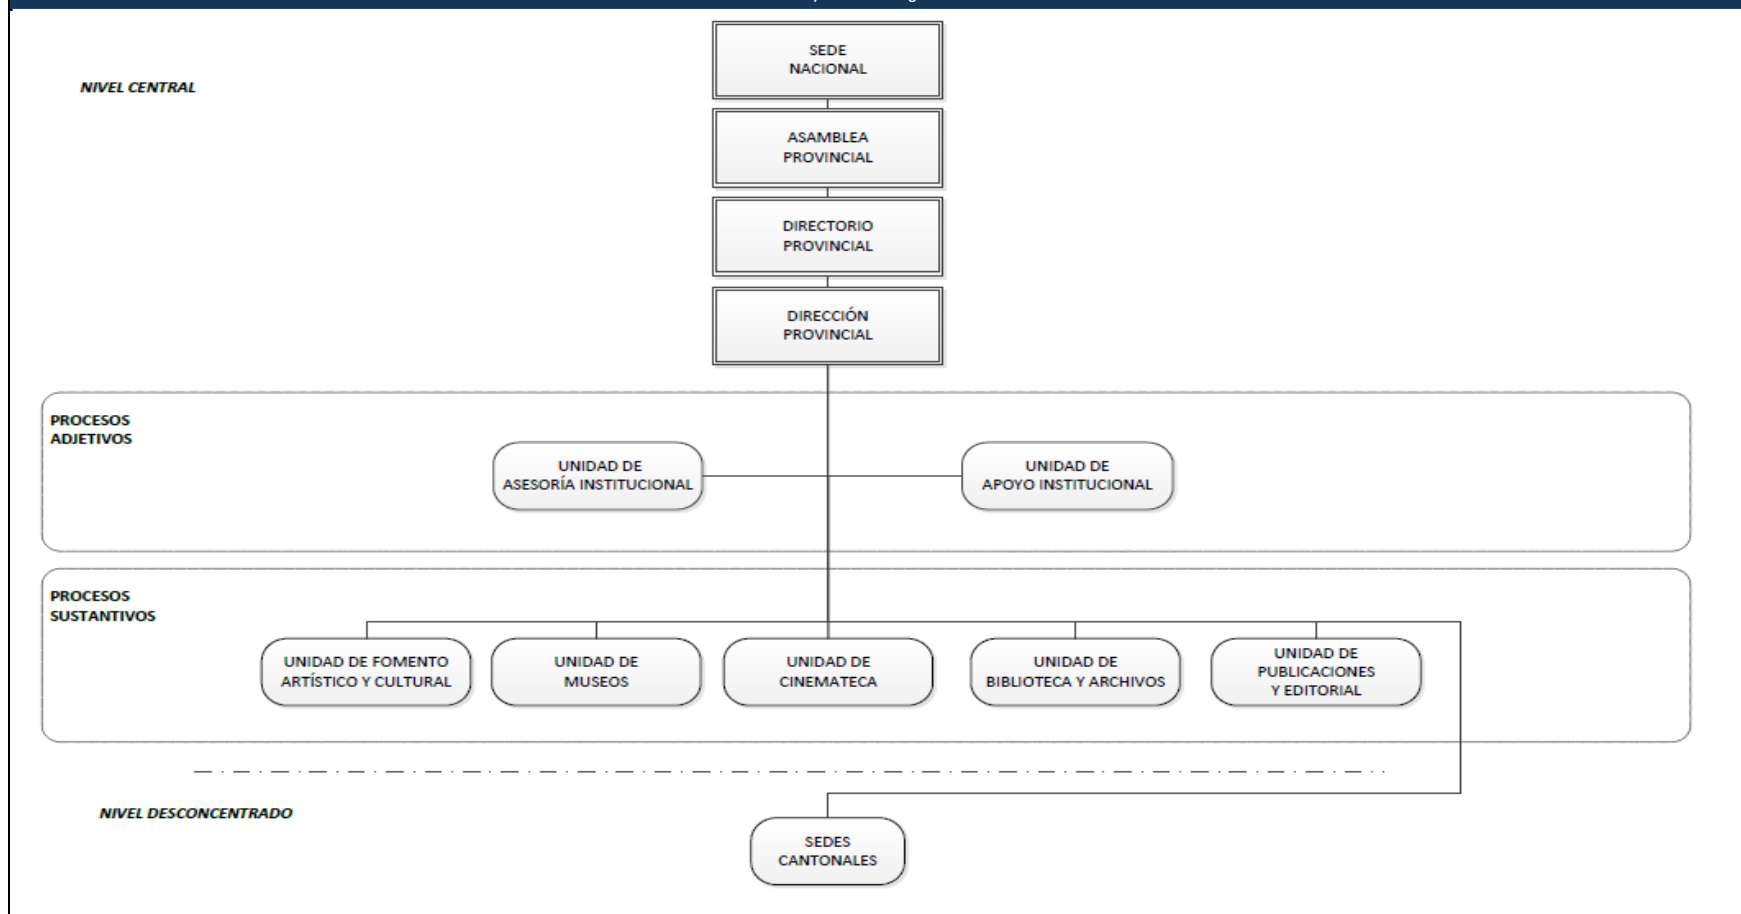 SEDE
NACIONAL
NIVEL CENTRAL
ASAMBLEA
PROVINCIAL
DIRECTORIO
PROVINCIAL
DIRECCIÓN
PROVINCIAL
PROCESOS
ADJETIVOS
UNIDAD DE
ASESORÍA INSTITUCIONAL
UNIDAD DE
APOYO INSTITUCIONAL
PROCESOS
SUSTANTIVOS
UNIDAD DE FOMENTO
ARTÍSTICO Y CULTURAL
UNIDAD DE
MUSEOS
UNIDAD DE
CINEMATECA
UNIDAD DE
BIBLIOTECA Y ARCHIVOS
UNIDAD DE
PUBLICACIONES
Y EDITORIAL
NIVEL DESCONCENTRADO
SEDES
CANTONALES